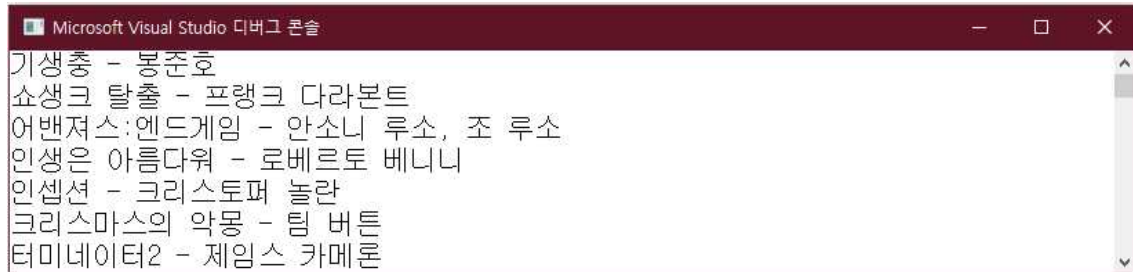 Microsoft Visual Studio 디버그 콘솔
기생충 - 봉준호
쇼생크 탈출 - 프랭크 다라본트
어밴져스:엔드게임 - 안소니 루소, 조 루소
인생은 아름다워 - 로베르토 베니니
인셉션 - 크리스토퍼 놀란
크리스마스의 악몽 - 팀 버튼
터미네이터2 - 제임스 카메론